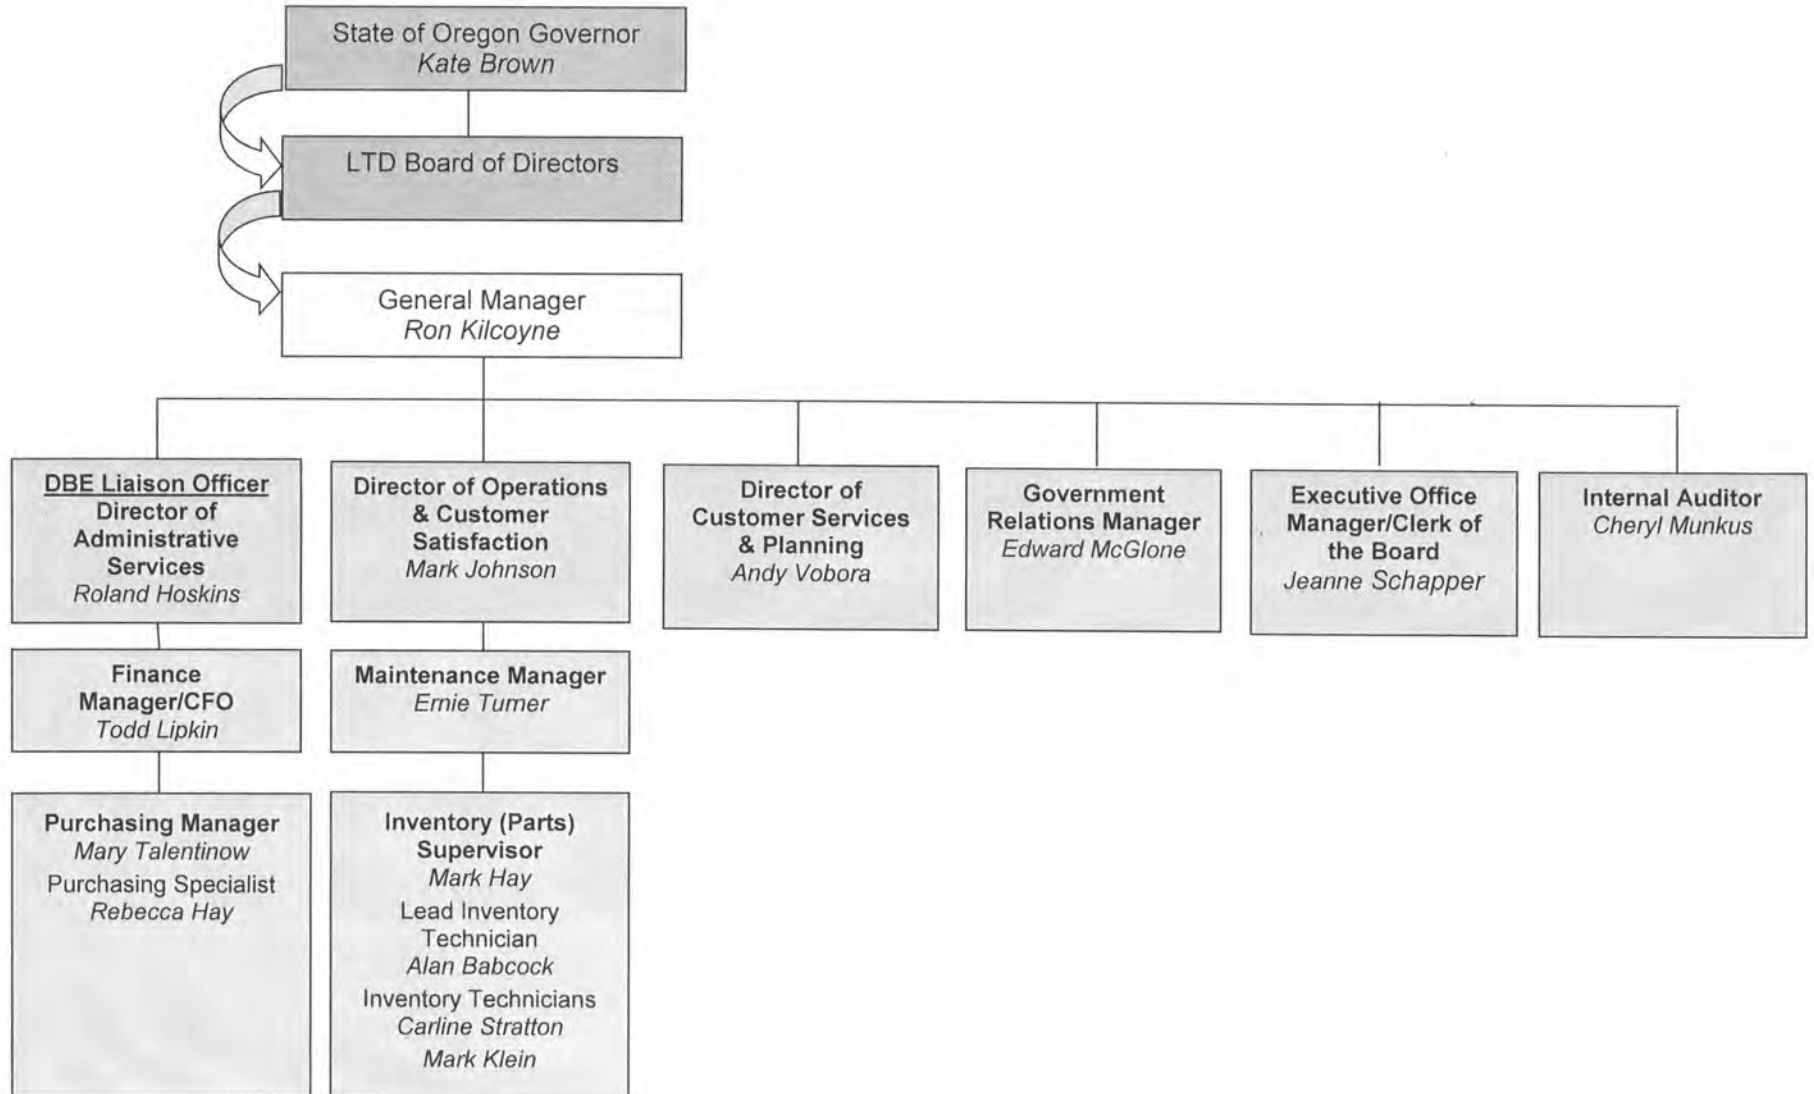 State of Oregon Governor
Kate Brown
LTD Board of Directors
General Manager
Ron Kilcoyne
DBE Liaison Officer
Director of
Administrative
Services
Roland Hoskins
Director of Operations
& Customer
Satisfaction
Mark Johnson
Director of
Customer Services
& Planning
Andy Vobora
Government
Relations Manager
Edward McGlone
Executive Office
Manager/Clerk of
the Board
Jeanne Schapper
Internal Auditor
Cheryl Munkus
Finance
Manager/CFO
Todd Lipkin
Maintenance Manager
Ernie Turner
Purchasing Manager
Mary Talentinow
Purchasing Specialist
Rebecca Hay
Inventory (Parts)
Supervisor
Mark Hay
Lead Inventory
Technician
Alan Babcock
Inventory Technicians
Carline Stratton
Mark Klein